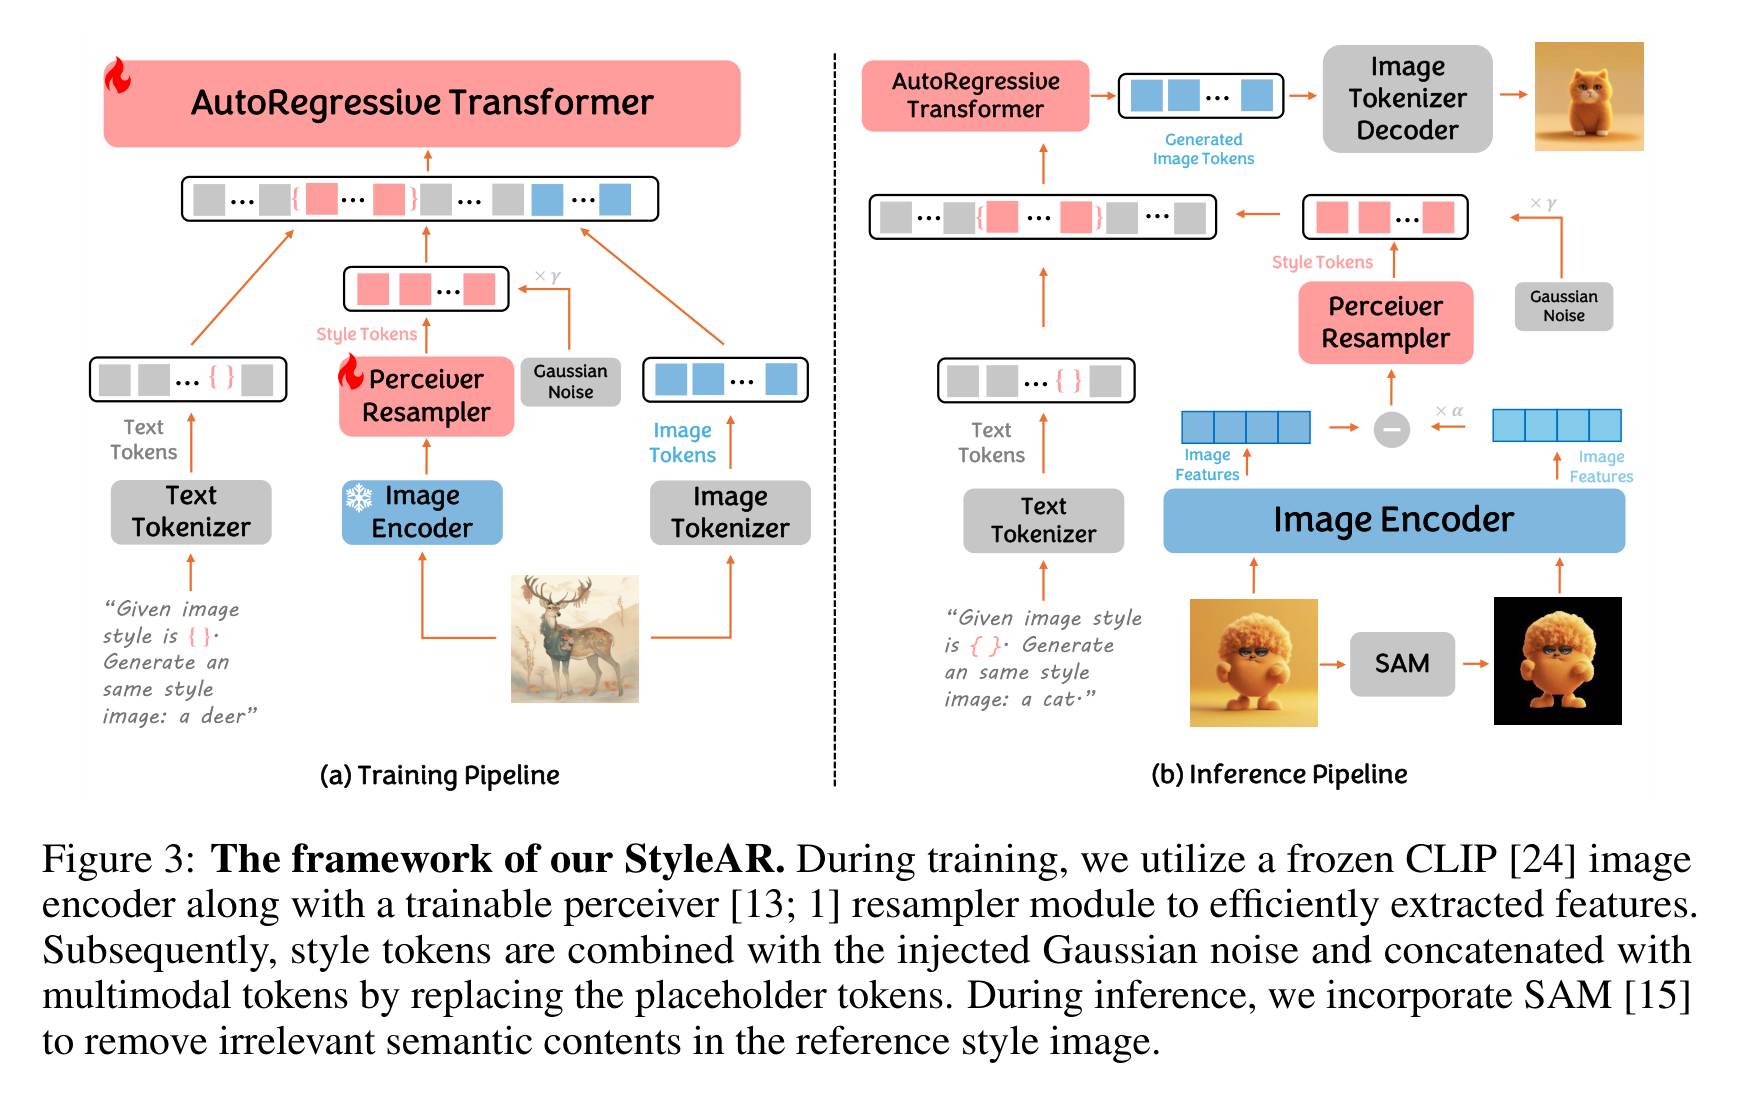 AutoRegressive Transformer
{ ... }
× γ
Style Tokens
{ }
Text
Tokens
Perceiver
Resampler
Gaussian
Noise
Image
Tokens
Text
Tokenizer
Image
Encoder
Image
Tokenizer
“Given image
style is { }.
Generate an
same style
image: a deer”
(a) Training Pipeline
AutoRegressive
Transformer
Generated
Image Tokens
Image
Tokenizer
Decoder
{ ... }
× γ
Style Tokens
Perceiver
Resampler
Gaussian
Noise
{ }
Text
Tokens
Image
Features
−
× α
Image
Features
Text
Tokenizer
Image Encoder
“Given image style
is { }. Generate
an same style
image: a cat.”
SAM
(b) Inference Pipeline
Figure 3: The framework of our StyleAR. During training, we utilize a frozen CLIP [24] image
encoder along with a trainable perceiver [13; 1] resampler module to efficiently extracted features.
Subsequently, style tokens are combined with the injected Gaussian noise and concatenated with
multimodal tokens by replacing the placeholder tokens. During inference, we incorporate SAM [15]
to remove irrelevant semantic contents in the reference style image.